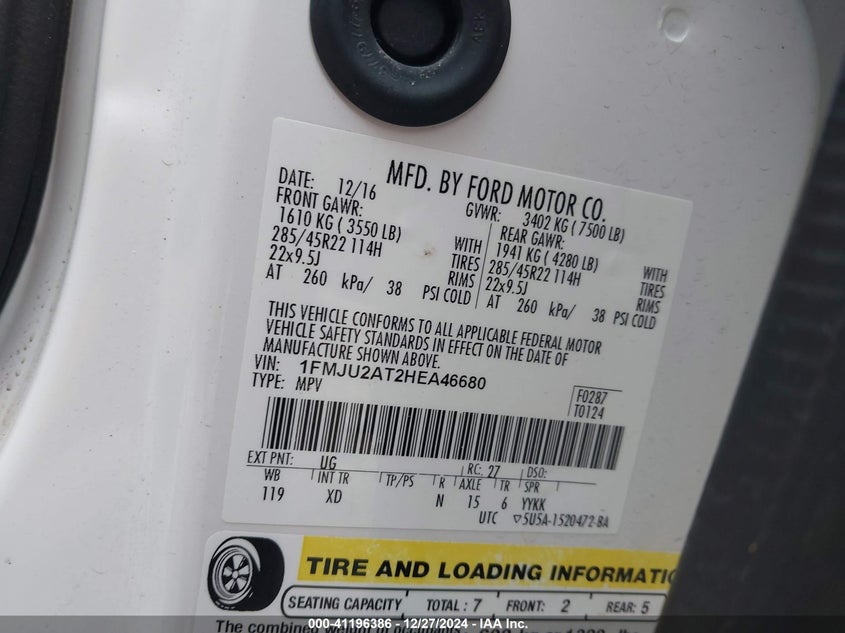 MFD. BY FORD MOTOR CO.
DATE: 12/16 GVWR: 3402 KG ( 7500 LB)
FRONT GAWR: REAR GAWR:
1610 KG ( 3550 LB) WITH 1941 KG ( 4280 LB) WITH
285/45R22 114H TIRES 285/45R22 114H TIRES
22x9.5J RIMS 22x9.5J RIMS
AT 260 kPa/ 38 PSI COLD AT 260 kPa/ 38 PSI COLD
THIS VEHICLE CONFORMS TO ALL APPLICABLE FEDERAL MOTOR
VEHICLE SAFETY STANDARDS IN EFFECT ON THE DATE OF
MANUFACTURE SHOWN ABOVE.
VIN: 1FMJU2AT2HEA46680
TYPE: MPV F0287
T0124
EXT PNT: UG RC: 27 DSO:
WB INT TR TP/PS R AXLE TR SPR
119 XD N 15 6 YYKK
UTC ▽5U5A-1520472-BA
TIRE AND LOADING INFORMATIO
SEATING CAPACITY TOTAL : 7 FRONT: 2 REAR: 5
The combined weight of occupants
000-41196386 - 12/27/2024 - IAA Inc.